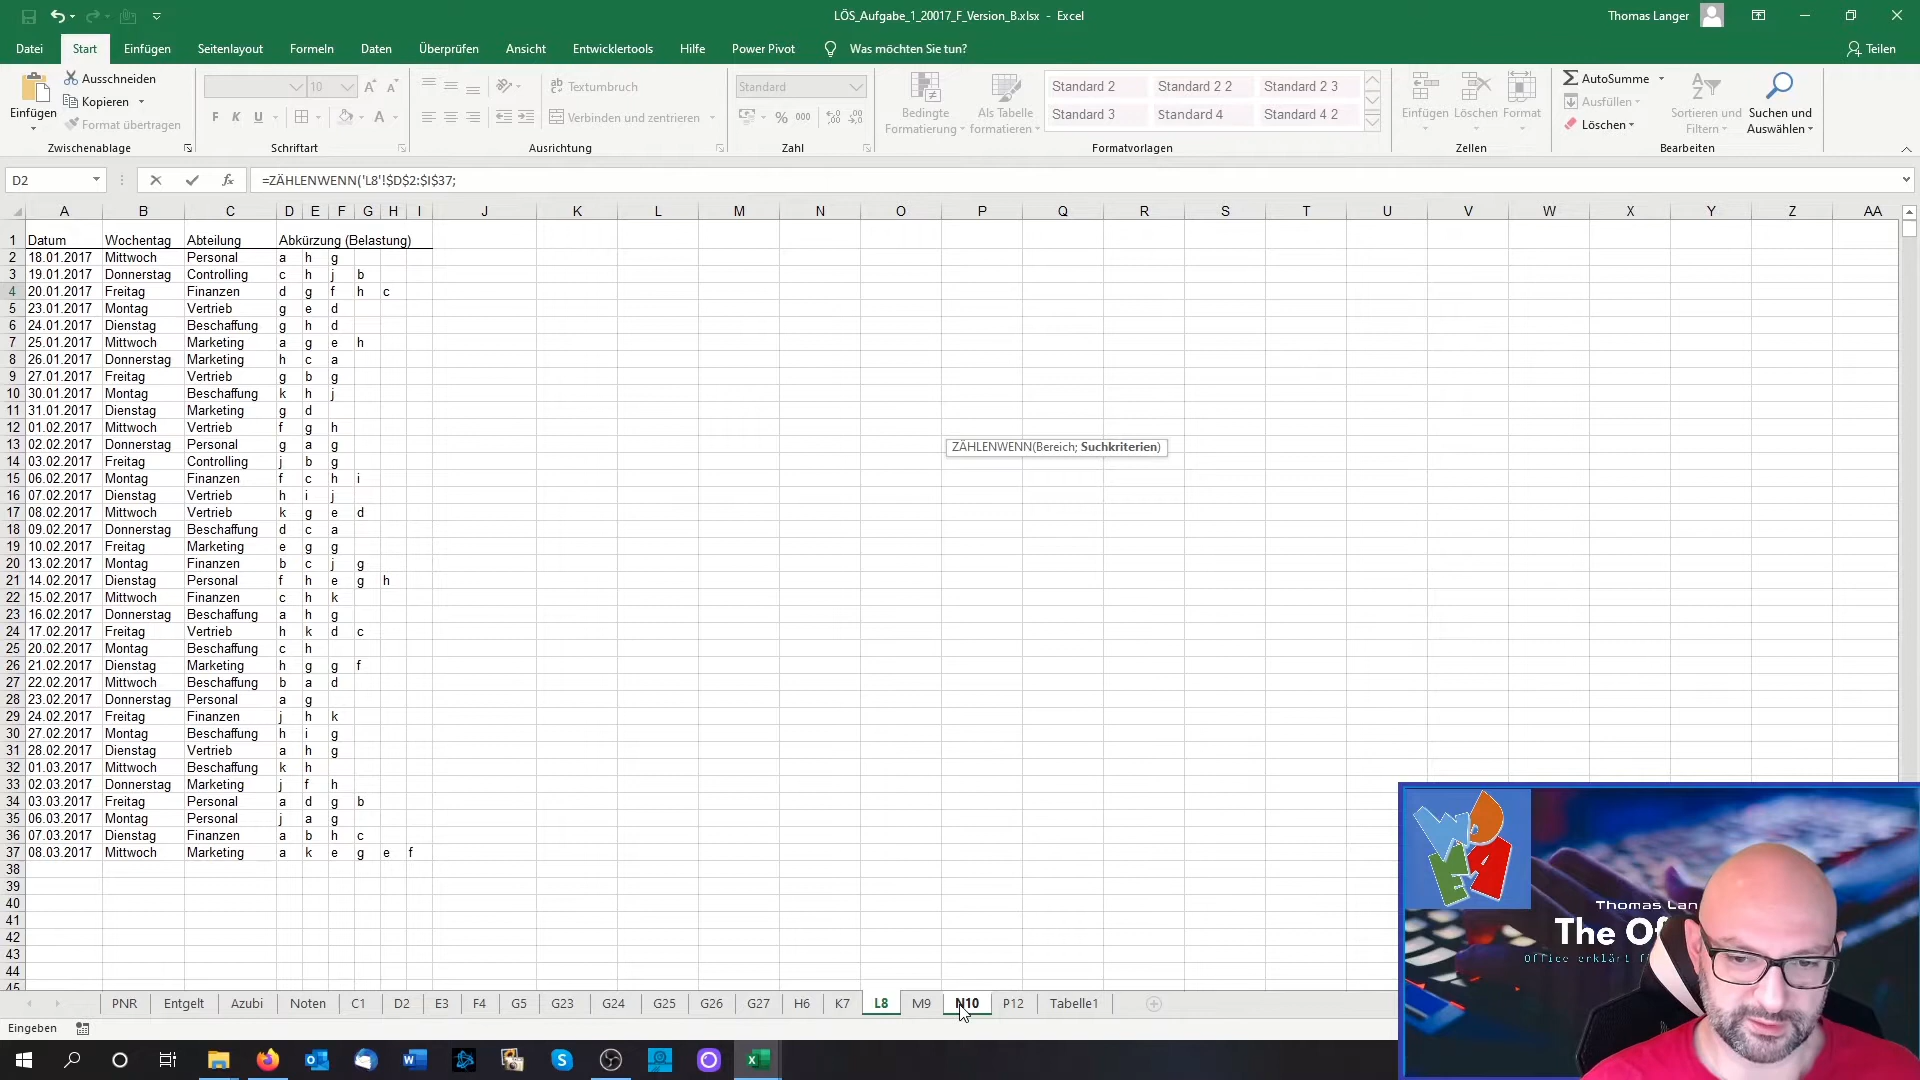 LÖS_Aufgabe_1_20017_F_Version_B.xlsx - Excel
Thomas Langer
Datei Start Einfügen Seitenlayout Formeln Daten Überprüfen Ansicht Entwicklertools Hilfe Power Pivot Was möchten Sie tun? Teilen
Einfügen
Ausschneiden
Kopieren
Format übertragen
Zwischenablage
10
F K U
Schriftart
Textumbruch
Verbinden und zentrieren
Ausrichtung
Standard
% 000
Zahl
Bedingte Formatierung
Als Tabelle formatieren
Standard 2 Standard 2 2 Standard 2 3
Standard 3 Standard 4 Standard 4 2
Formatvorlagen
Einfügen Löschen Format
Zellen
AutoSumme
Ausfüllen
Löschen
Sortieren und Filtern
Suchen und Auswählen
Bearbeiten
D2 fx =ZÄHLENWENN('L8'!$D$2:$I$37;
A B C D E F G H I J K L M N O P Q R S T U V W X Y Z AA
1 Datum Wochentag Abteilung Abkürzung (Belastung)
2 18.01.2017 Mittwoch Personal a h g
3 19.01.2017 Donnerstag Controlling c h j b
4 20.01.2017 Freitag Finanzen d g f h c
5 23.01.2017 Montag Vertrieb g e d
6 24.01.2017 Dienstag Beschaffung g h d
7 25.01.2017 Mittwoch Marketing a g e h
8 26.01.2017 Donnerstag Marketing h c a
9 27.01.2017 Freitag Vertrieb g b g
10 30.01.2017 Montag Beschaffung k h j
11 31.01.2017 Dienstag Marketing g d
12 01.02.2017 Mittwoch Vertrieb f g h
13 02.02.2017 Donnerstag Personal g a g
14 03.02.2017 Freitag Controlling j b g
15 06.02.2017 Montag Finanzen f c h i
16 07.02.2017 Dienstag Vertrieb h i j
17 08.02.2017 Mittwoch Vertrieb k g e d
18 09.02.2017 Donnerstag Beschaffung d c a
19 10.02.2017 Freitag Marketing e g g
20 13.02.2017 Montag Finanzen b c j g
21 14.02.2017 Dienstag Personal f h e g h
22 15.02.2017 Mittwoch Finanzen c h k
23 16.02.2017 Donnerstag Beschaffung a h g
24 17.02.2017 Freitag Vertrieb h k d c
25 20.02.2017 Montag Beschaffung c h
26 21.02.2017 Dienstag Marketing h g g f
27 22.02.2017 Mittwoch Beschaffung b a d
28 23.02.2017 Donnerstag Personal a g
29 24.02.2017 Freitag Finanzen j h k
30 27.02.2017 Montag Beschaffung h i g
31 28.02.2017 Dienstag Vertrieb a h g
32 01.03.2017 Mittwoch Beschaffung k h
33 02.03.2017 Donnerstag Marketing j f h
34 03.03.2017 Freitag Personal a d g b
35 06.03.2017 Montag Personal j a g
36 07.03.2017 Dienstag Finanzen a b h c
37 08.03.2017 Mittwoch Marketing a k e g e f
38
39
40
41
42
43
44
45
ZÄHLENWENN(Bereich; Suchkriterien)
Thomas Lan
The Of
Office erklärt f
PNR Entgelt Azubi Noten C1 D2 E3 F4 G5 G23 G24 G25 G26 G27 H6 K7 L8 M9 N10 P12 Tabelle1
Eingeben